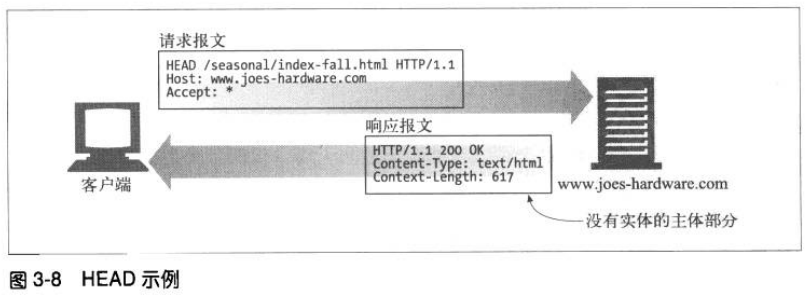 请求报文
HEAD /seasonal/index-fall.html HTTP/1.1
Host: www.joes-hardware.com
Accept: *
响应报文
HTTP/1.1 200 OK
Content-Type: text/html
Context-Length: 617
客户端
www.joes-hardware.com
没有实体的主体部分
图 3-8 HEAD 示例